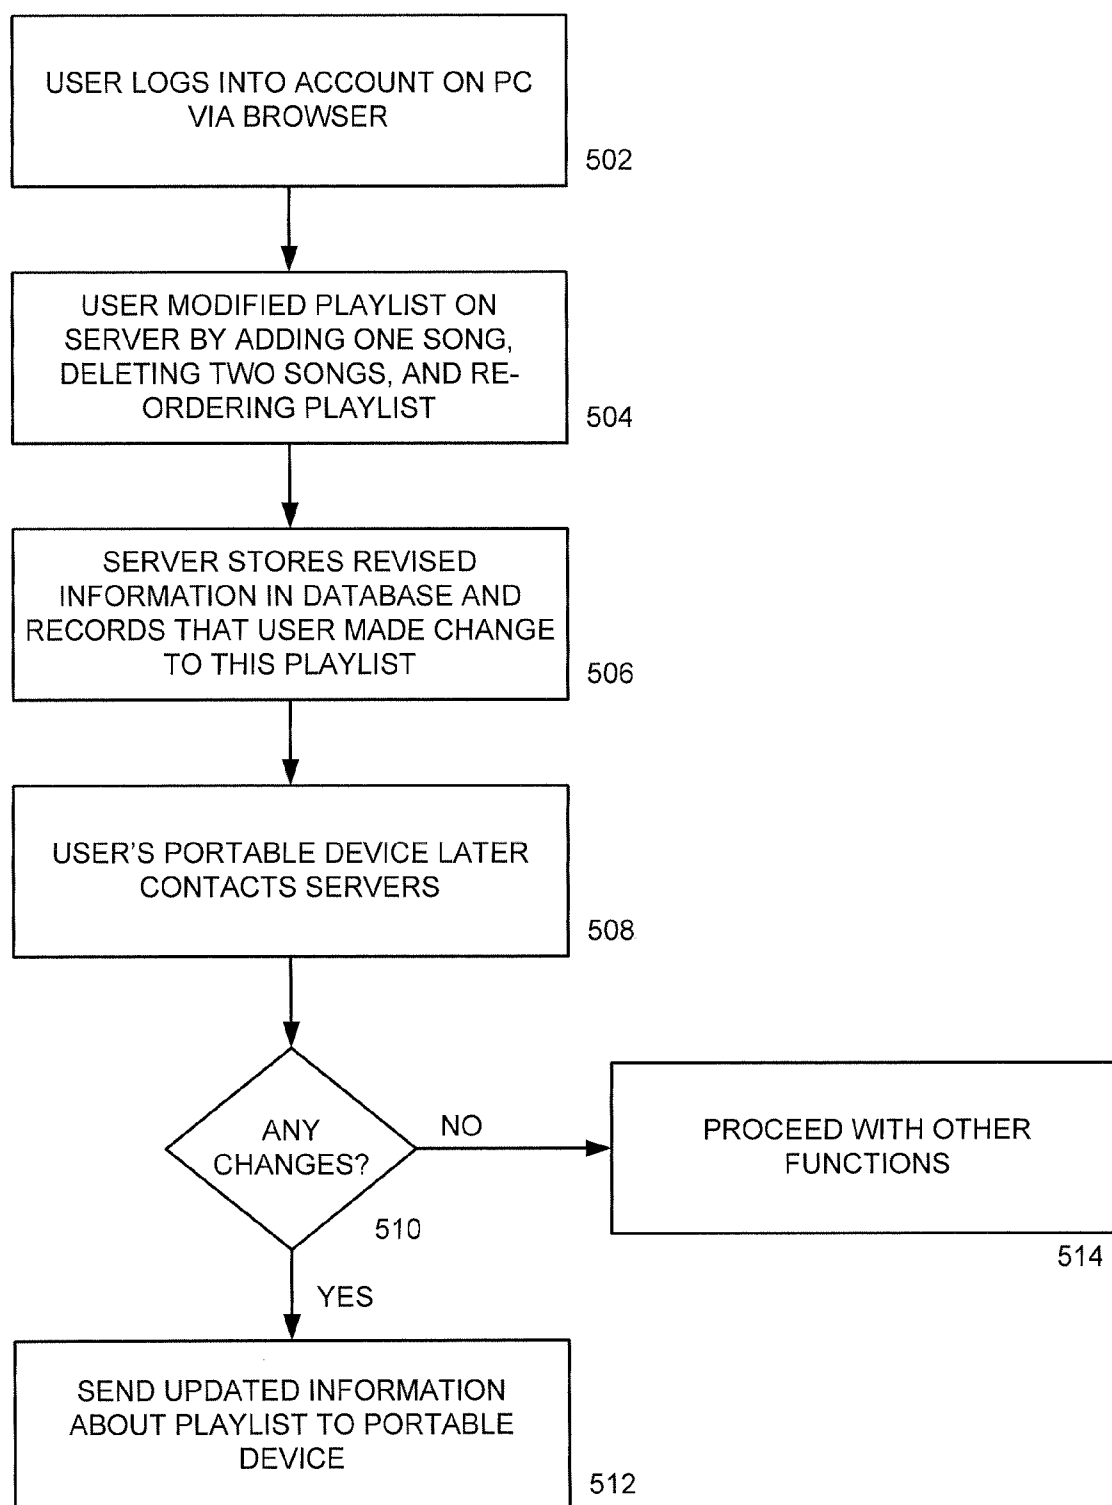 USER LOGS INTO ACCOUNT ON PC
VIA BROWSER
502
USER MODIFIED PLAYLIST ON
SERVER BY ADDING ONE SONG,
DELETING TWO SONGS, AND RE-
ORDERING PLAYLIST
504
SERVER STORES REVISED
INFORMATION IN DATABASE AND
RECORDS THAT USER MADE CHANGE
TO THIS PLAYLIST
506
USER'S PORTABLE DEVICE LATER
CONTACTS SERVERS
508
ANY
CHANGES?
510
NO
PROCEED WITH OTHER
FUNCTIONS
514
YES
SEND UPDATED INFORMATION
ABOUT PLAYLIST TO PORTABLE
DEVICE
512